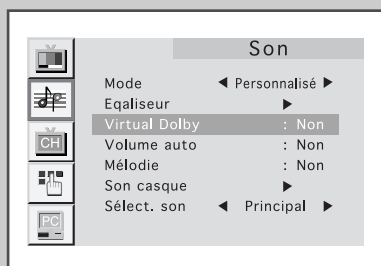 Son
Mode ◀ Personnalisé ▶
Eqaliseur ▶
Virtual Dolby : Non
CH
Volume auto : Non
Mélodie : Non
Son casque ▶
PC
Sélect. son ◀ Principal ▶